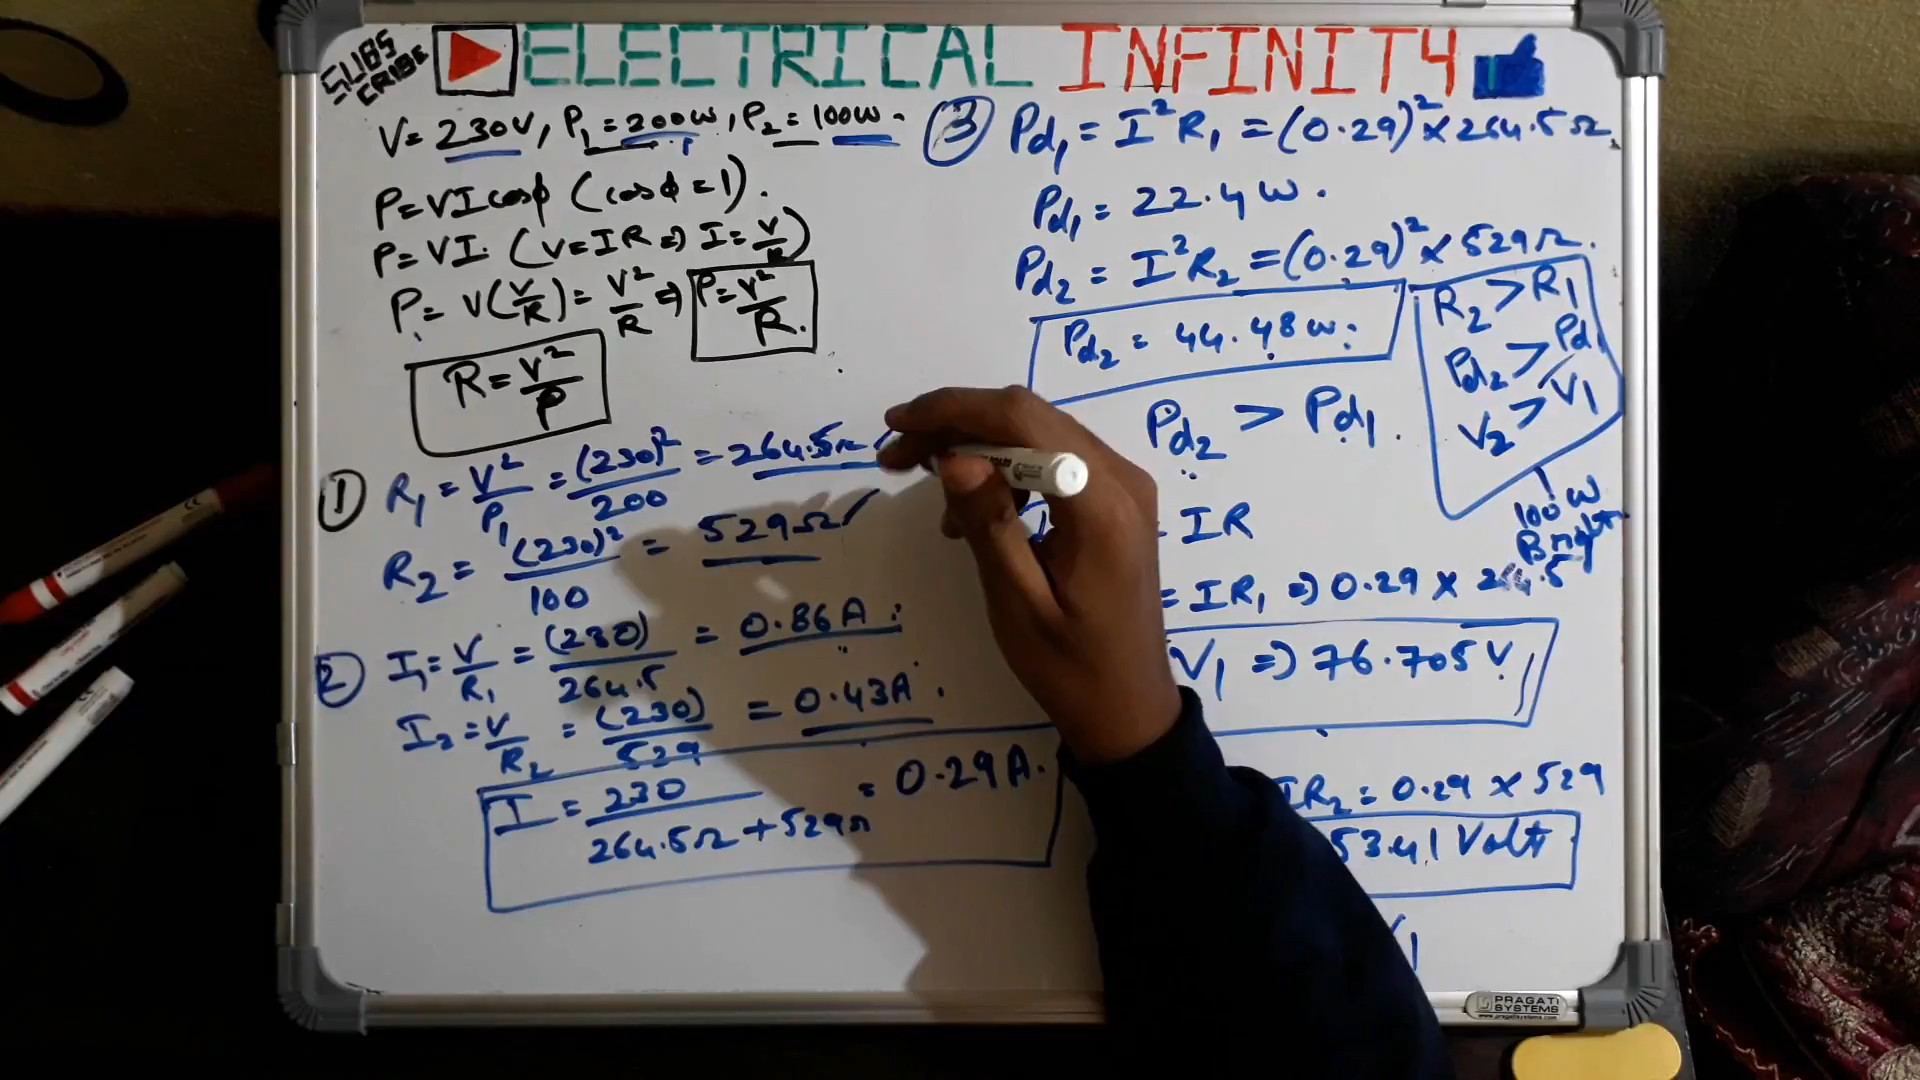 SUBSCRIBE
ELECTRICAL INFINITY
V = 230V, P₁ = 200W, P₂ = 100W.
P = VI cosϕ (cosϕ = 1).
P = VI. (V = IR ⇒ I = V/R)
P = V(V/R) = V²/R ⇒ P = V²/R.
R = V²/P
① R₁ = V²/P₁ = (230)²/200 = 264.5Ω
R₂ = (230)²/100 = 529Ω
② I₁ = V/R₁ = (230)/264.5 = 0.86A
I₂ = V/R₂ = (230)/529 = 0.43A.
I = 230/264.5Ω + 529Ω = 0.29A.
③ Pd₁ = I²R₁ = (0.29)² × 264.5Ω
Pd₁ = 22.4W.
Pd₂ = I²R₂ = (0.29)² × 529Ω.
Pd₂ = 44.48W.
Pd₂ > Pd₁.
R₂ > R₁
Pd₂ > Pd₁
V₂ > V₁
100W
= IR
= IR₁ ⇒ 0.29 × 264.5
V₁ ⇒ 76.705V
IR₂ = 0.29 × 529
53.41 Volt
PRAGATI
SYSTEMS
www.pragatisystems.com